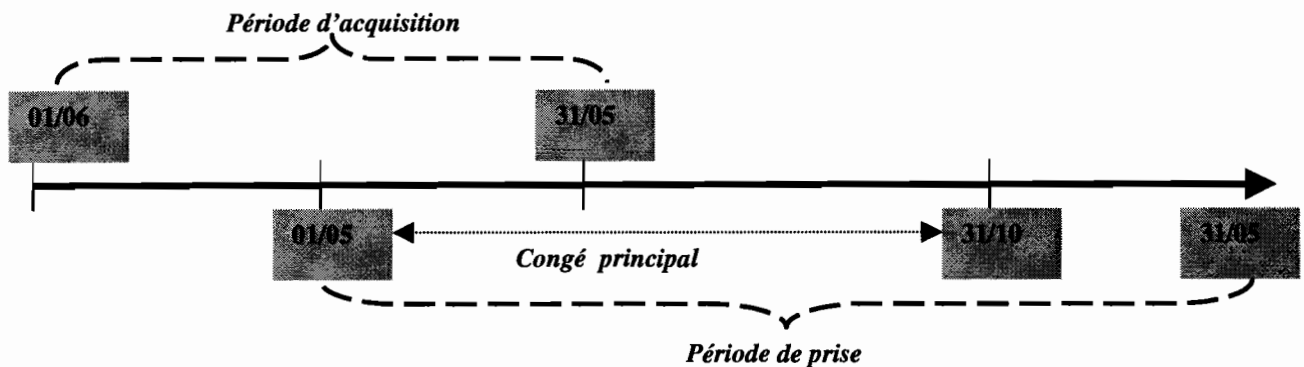 Période d'acquisition
01/06
31/05
01/05
31/10
31/05
Congé principal
Période de prise